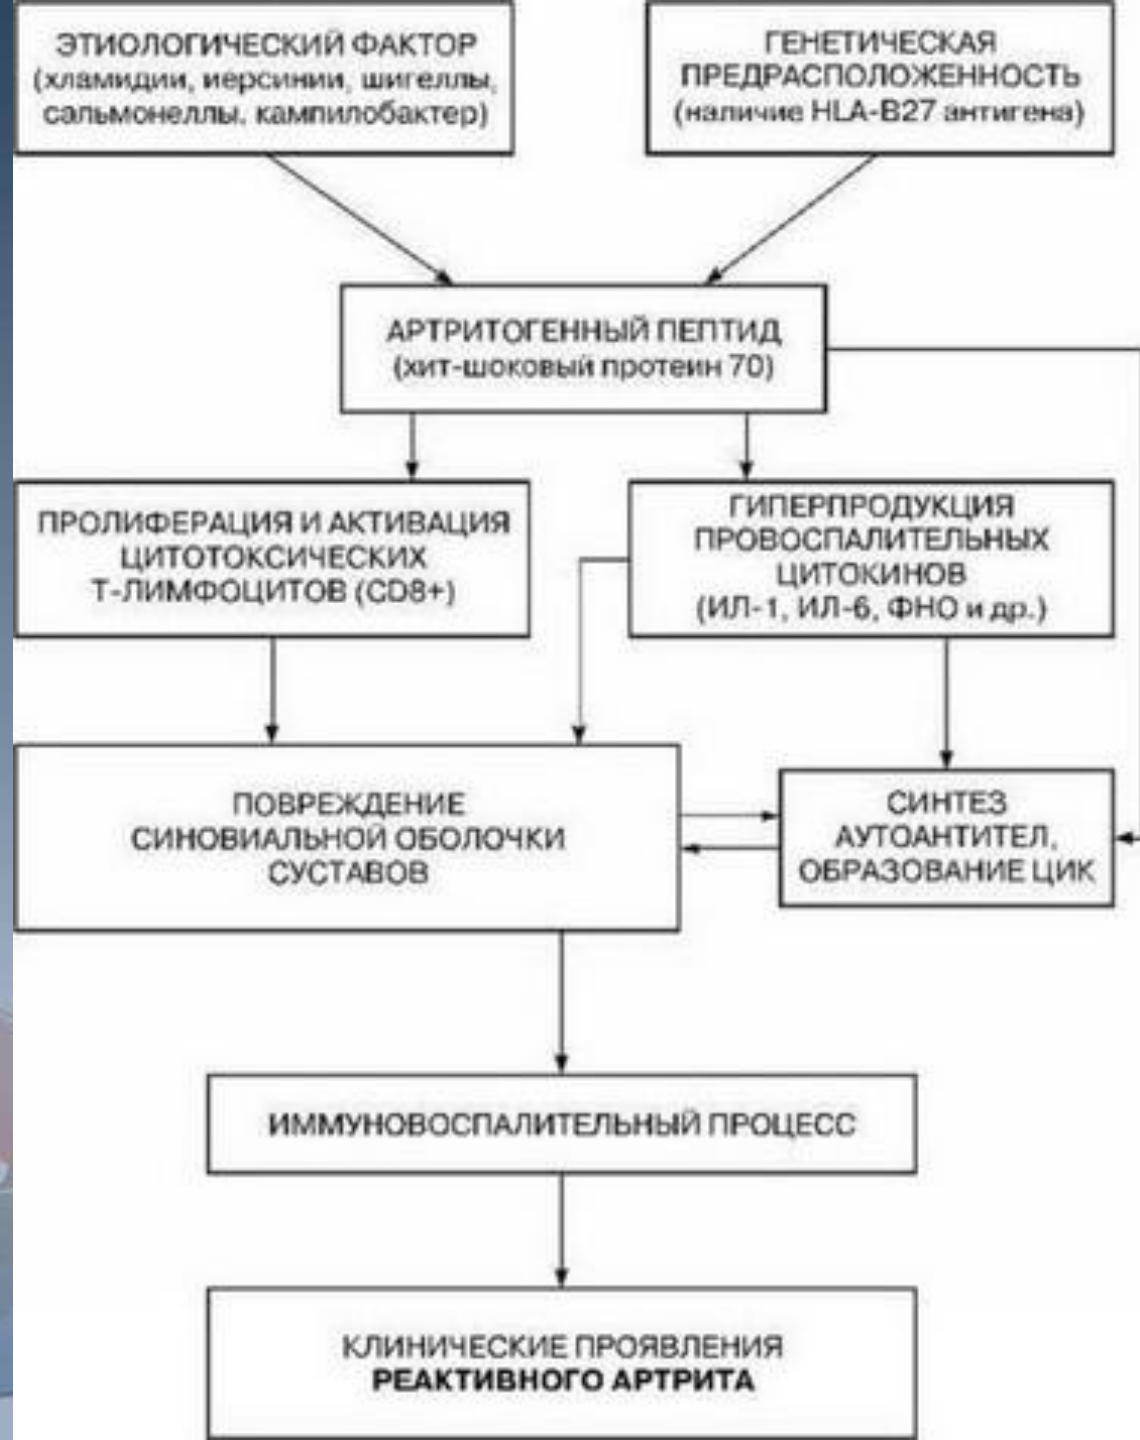 ЭТИОЛОГИЧЕСКИЙ ФАКТОР
(хламидии, иерсинии, шигеллы,
сальмонеллы, кампилобактер)
ГЕНЕТИЧЕСКАЯ
ПРЕДРАСПОЛОЖЕННОСТЬ
(наличие HLA-B27 антигена)
АРТРИТОГЕННЫЙ ПЕПТИД
(хит-шоковый протеин 70)
ПРОЛИФЕРАЦИЯ И АКТИВАЦИЯ
ЦИТОТОКСИЧЕСКИХ
Т-ЛИМФОЦИТОВ (CD8+)
ГИПЕРПРОДУКЦИЯ
ПРОВОСПАЛИТЕЛЬНЫХ
ЦИТОКИНОВ
(ИЛ-1, ИЛ-6, ФНО и др.)
ПОВРЕЖДЕНИЕ
СИНОВИАЛЬНОЙ ОБОЛОЧКИ
СУСТАВОВ
СИНТЕЗ
АУТОАНТИТЕЛ,
ОБРАЗОВАНИЕ ЦИК
ИММУНОВОСПАЛИТЕЛЬНЫЙ ПРОЦЕСС
КЛИНИЧЕСКИЕ ПРОЯВЛЕНИЯ
РЕАКТИВНОГО АРТРИТА